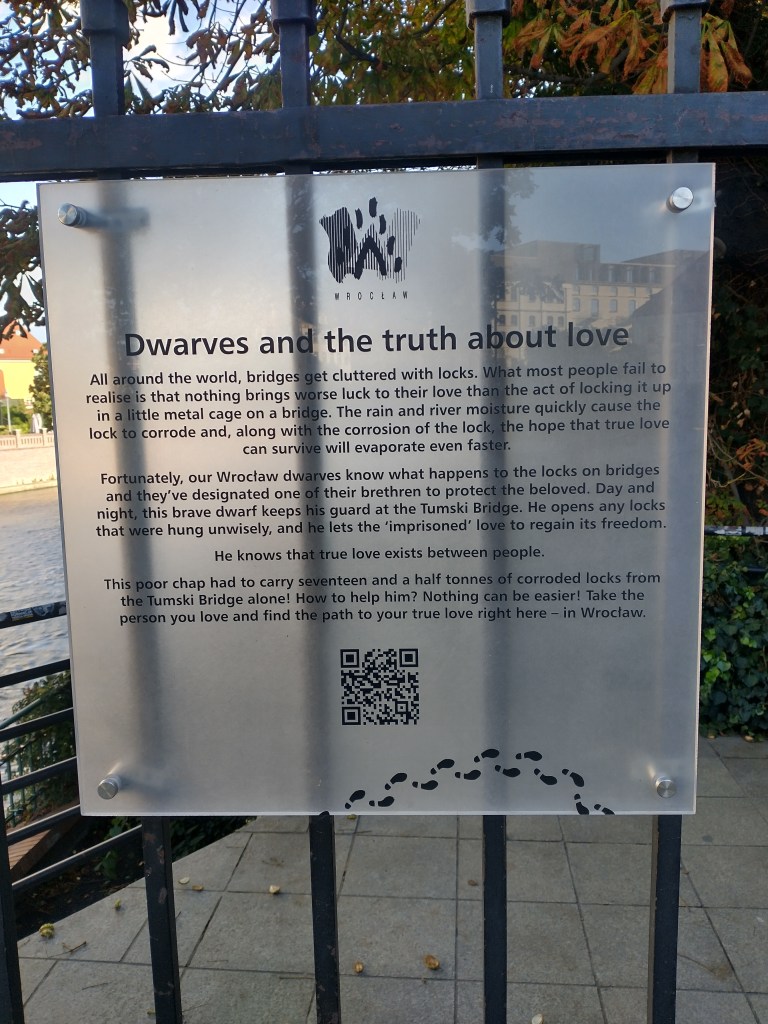 WROCŁAW
Dwarves and the truth about love
All around the world, bridges get cluttered with locks. What most people fail to
realise is that nothing brings worse luck to their love than the act of locking it up
in a little metal cage on a bridge. The rain and river moisture quickly cause the
lock to corrode and, along with the corrosion of the lock, the hope that true love
can survive will evaporate even faster.
Fortunately, our Wrocław dwarves know what happens to the locks on bridges
and they've designated one of their brethren to protect the beloved. Day and
night, this brave dwarf keeps his guard at the Tumski Bridge. He opens any locks
that were hung unwisely, and he lets the ‘imprisoned’ love to regain its freedom.
He knows that true love exists between people.
This poor chap had to carry seventeen and a half tonnes of corroded locks from
the Tumski Bridge alone! How to help him? Nothing can be easier! Take the
person you love and find the path to your true love right here – in Wrocław.